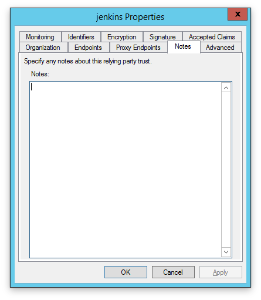 jenkins Properties
x
Monitoring Identifiers Encryption Signature Accepted Claims
Organization Endpoints Proxy Endpoints Notes Advanced
Specify any notes about this relying party trust.
Notes:
OK Cancel Apply